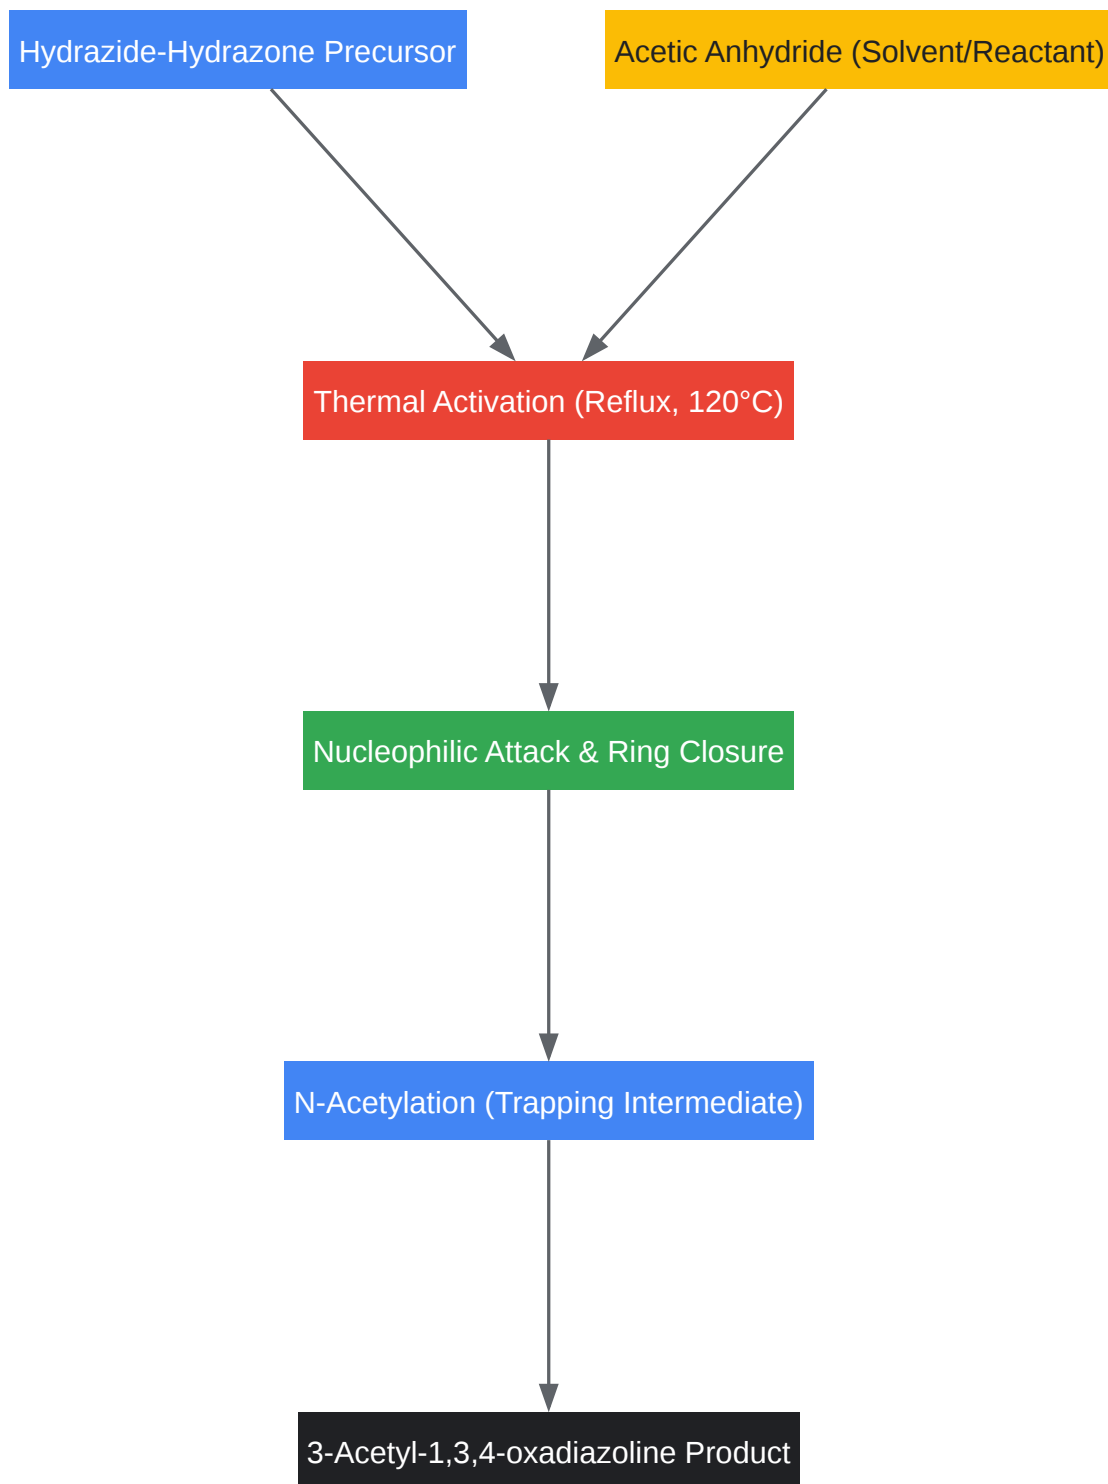 Hydrazide-Hydrazone Precursor
Acetic Anhydride (Solvent/Reactant)
Thermal Activation (Reflux, 120°C)
Nucleophilic Attack & Ring Closure
N-Acetylation (Trapping Intermediate)
3-Acetyl-1,3,4-oxadiazoline Product